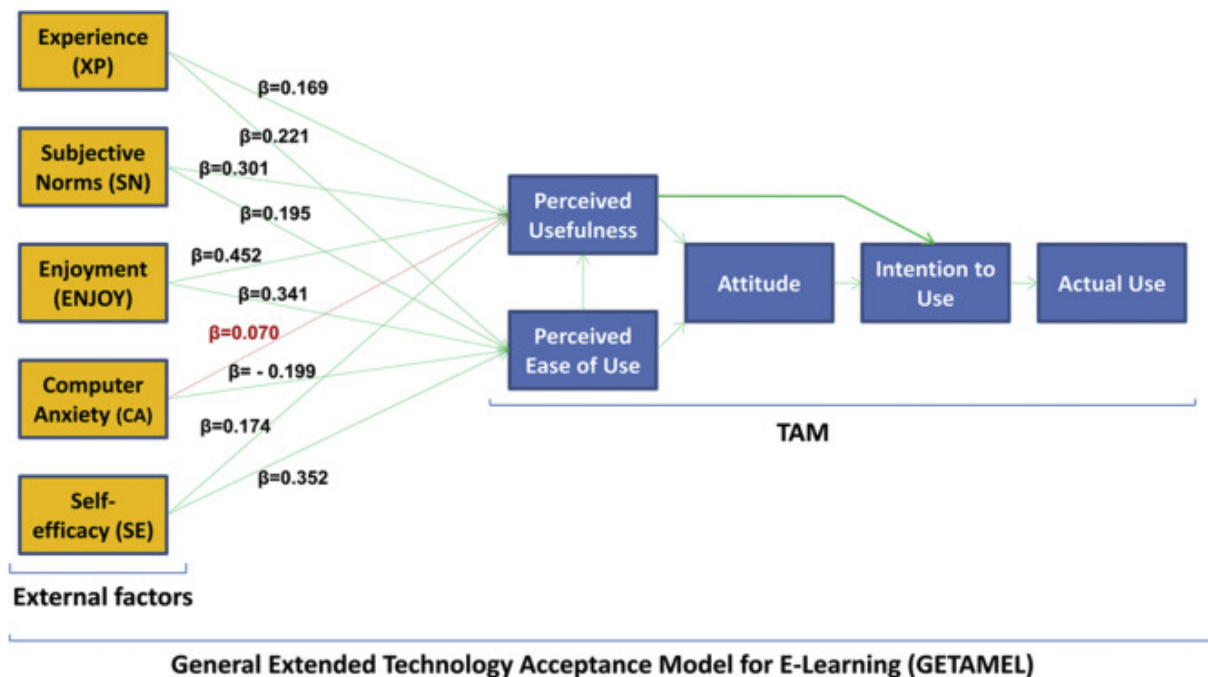 Experience
(XP)
β=0.169
β=0.221
Subjective
Norms (SN)
β=0.301
β=0.195
Enjoyment
(ENJOY)
β=0.452
β=0.341
β=0.070
Computer
Anxiety (CA)
β= - 0.199
β=0.174
Self-
efficacy (SE)
β=0.352
External factors
Perceived
Usefulness
Perceived
Ease of Use
Attitude
Intention to
Use
Actual Use
TAM
General Extended Technology Acceptance Model for E-Learning (GETAMEL)